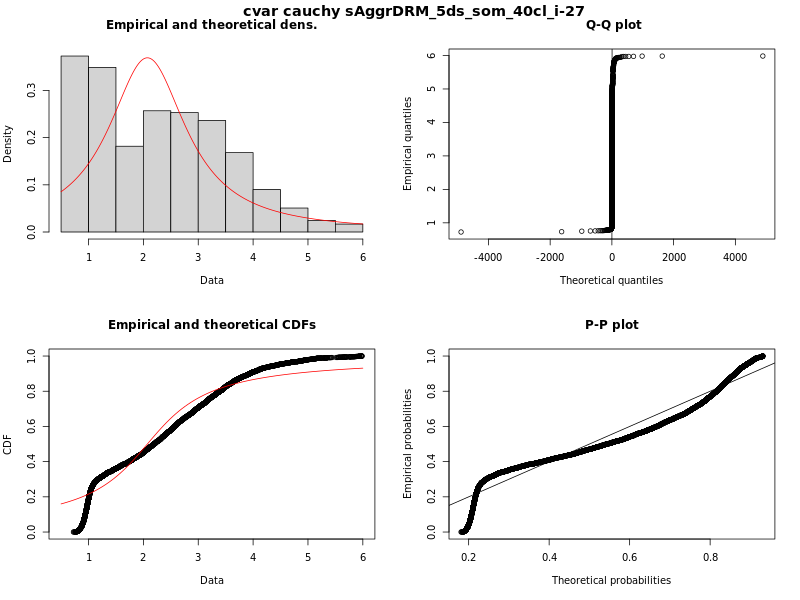 cvar cauchy sAggrDRM_5ds_som_40cl_i-27
Empirical and theoretical dens.
Density
0.0 0.1 0.2 0.3
1 2 3 4 5 6
Data
Q-Q plot
Empirical quantiles
1 2 3 4 5 6
-4000 -2000 0 2000 4000
Theoretical quantiles
Empirical and theoretical CDFs
CDF
0.0 0.2 0.4 0.6 0.8 1.0
1 2 3 4 5 6
Data
P-P plot
Empirical probabilities
0.0 0.2 0.4 0.6 0.8 1.0
0.2 0.4 0.6 0.8
Theoretical probabilities